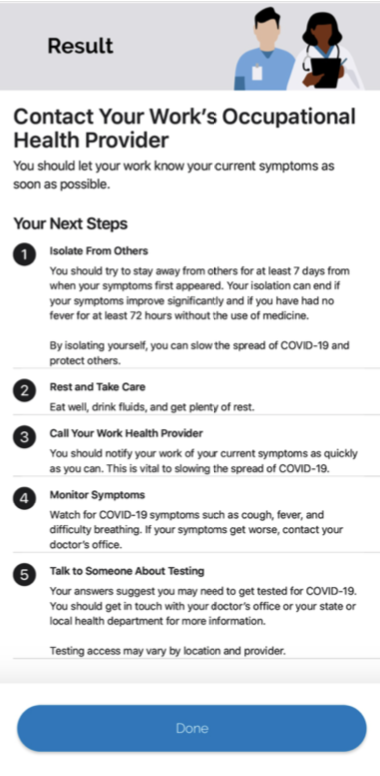 Result
Contact Your Work's Occupational
Health Provider
You should let your work know your current symptoms as
soon as possible.
Your Next Steps
1 Isolate From Others
You should try to stay away from others for at least 7 days from
when your symptoms first appeared. Your isolation can end if
your symptoms improve significantly and if you have had no
fever for at least 72 hours without the use of medicine.
By isolating yourself, you can slow the spread of COVID-19 and
protect others.
2 Rest and Take Care
Eat well, drink fluids, and get plenty of rest.
3 Call Your Work Health Provider
You should notify your work of your current symptoms as quickly
as you can. This is vital to slowing the spread of COVID-19.
4 Monitor Symptoms
Watch for COVID-19 symptoms such as cough, fever, and
difficulty breathing. If your symptoms get worse, contact your
doctor's office.
5 Talk to Someone About Testing
Your answers suggest you may need to get tested for COVID-19.
You should get in touch with your doctor's office or your state or
local health department for more information.
Testing access may vary by location and provider.
Done